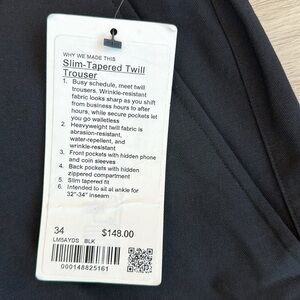 WHY WE MADE THIS
Slim-Tapered Twill
Trouser
1. Busy schedule, meet twill
trousers. Wrinkle-resistant
fabric looks sharp as you shift
from business hours to after
hours, while secure pockets let
you go walletless
2. Heavyweight twill fabric is
abrasion-resistant,
water-repellent, and
wrinkle-resistant
3. Front pockets with hidden phone
and coin sleeves
4. Back pockets with hidden
zippered compartment
5. Slim tapered fit
6. Intended to sit at ankle for
32"-34" inseam
34 $148.00
LM5AYDS BLK
000148825161